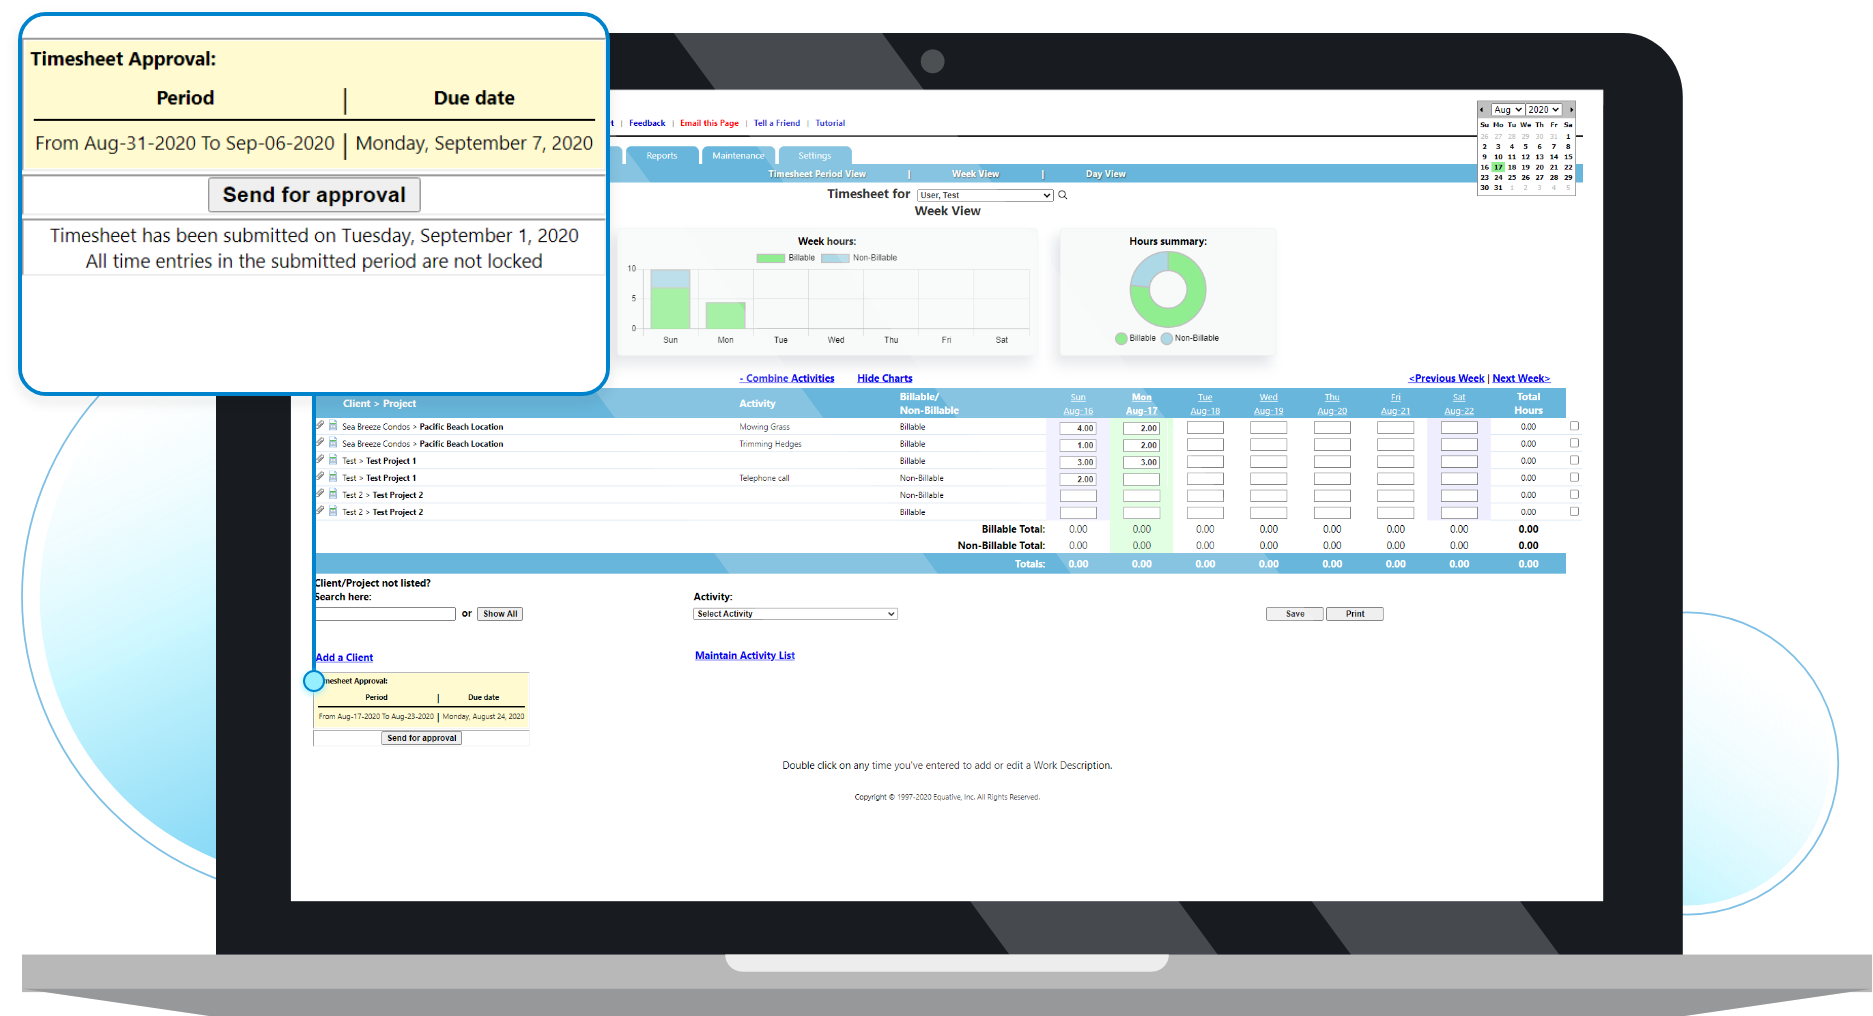 Timesheet Approval:
Period | Due date
From Aug-31-2020 To Sep-06-2020 | Monday, September 7, 2020
Send for approval
Timesheet has been submitted on Tuesday, September 1, 2020
All time entries in the submitted period are not locked
| Feedback | Email this Page | Tell a Friend | Tutorial
Reports Maintenance Settings
Timesheet Period View | Week View | Day View
Aug 2020
Su Mo Tu We Th Fr Sa
26 27 28 29 30 31 1
2 3 4 5 6 7 8
9 10 11 12 13 14 15
16 17 18 19 20 21 22
23 24 25 26 27 28 29
30 31 1 2 3 4 5
Timesheet for User, Test
Week View
Week hours:
Billable Non-Billable
10
5
0
Sun Mon Tue Wed Thu Fri Sat
Hours summary:
Billable Non-Billable
- Combine Activities Hide Charts <Previous Week | Next Week>
Client > Project Activity Billable/ Non-Billable Sun Aug-16 Mon Aug-17 Tue Aug-18 Wed Aug-19 Thu Aug-20 Fri Aug-21 Sat Aug-22 Total Hours
Sea Breeze Condos > Pacific Beach Location Mowing Grass Billable 4.00 2.00 0.00
Sea Breeze Condos > Pacific Beach Location Trimming Hedges Billable 1.00 2.00 0.00
Test > Test Project 1 Billable 3.00 3.00 0.00
Test > Test Project 1 Telephone call Non-Billable 2.00 0.00
Test 2 > Test Project 2 Non-Billable 0.00
Test 2 > Test Project 2 Billable 0.00
Billable Total: 0.00 0.00 0.00 0.00 0.00 0.00 0.00 0.00
Non-Billable Total: 0.00 0.00 0.00 0.00 0.00 0.00 0.00 0.00
Totals: 0.00 0.00 0.00 0.00 0.00 0.00 0.00 0.00
Client/Project not listed?
Search here: Activity:
or Show All Select Activity Save Print
Add a Client Maintain Activity List
mesheet Approval:
Period | Due date
From Aug-17-2020 To Aug-23-2020 | Monday, August 24, 2020
Send for approval
Double click on any time you've entered to add or edit a Work Description.
Copyright © 1997-2020 Equative, Inc. All Rights Reserved.